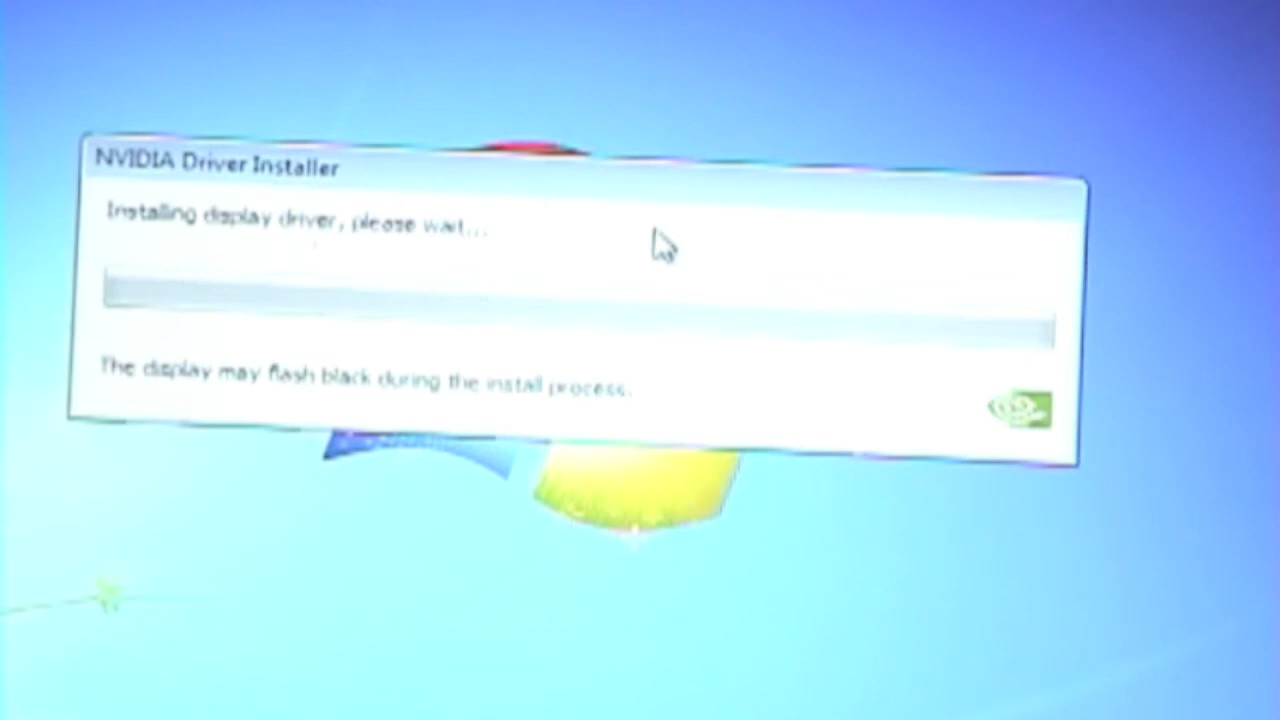 NVIDIA Driver Installer
Installing display driver, please wait...
The display may flash black during the install process.